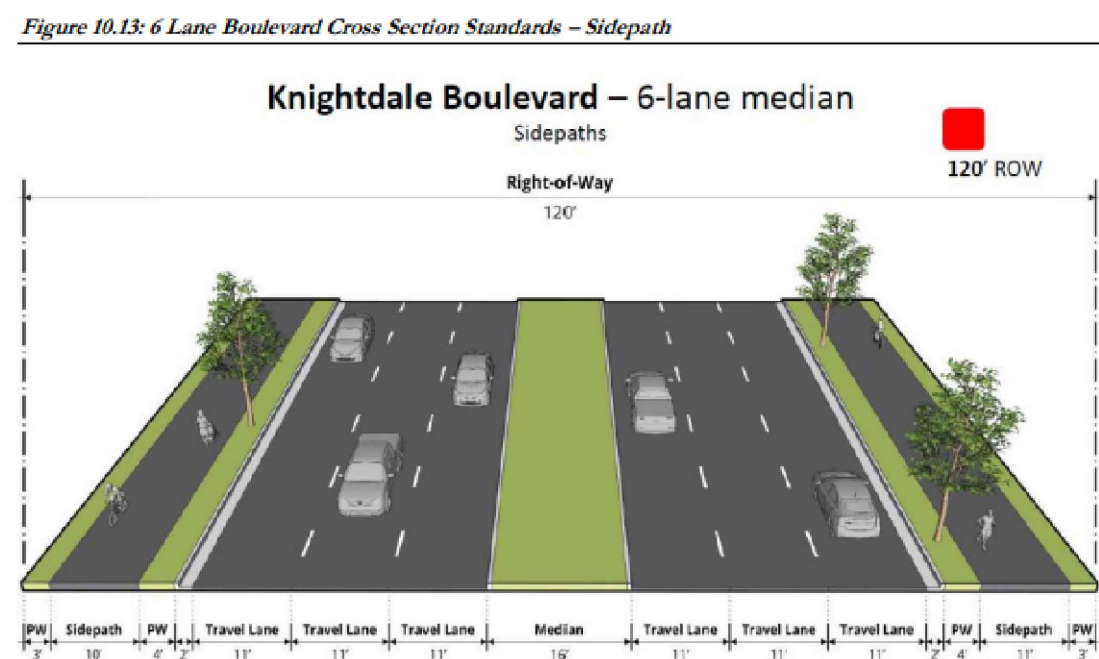 Figure 10.13: 6 Lane Boulevard Cross Section Standards – Sidepath
Knightdale Boulevard – 6-lane median
Sidepaths
120' ROW
Right-of-Way
120'
PW Sidepath PW Travel Lane Travel Lane Travel Lane Median Travel Lane Travel Lane Travel Lane PW Sidepath PW
3' 10' 4' 2' 11' 11' 11' 16' 11' 11' 11' 2' 4' 11' 3'